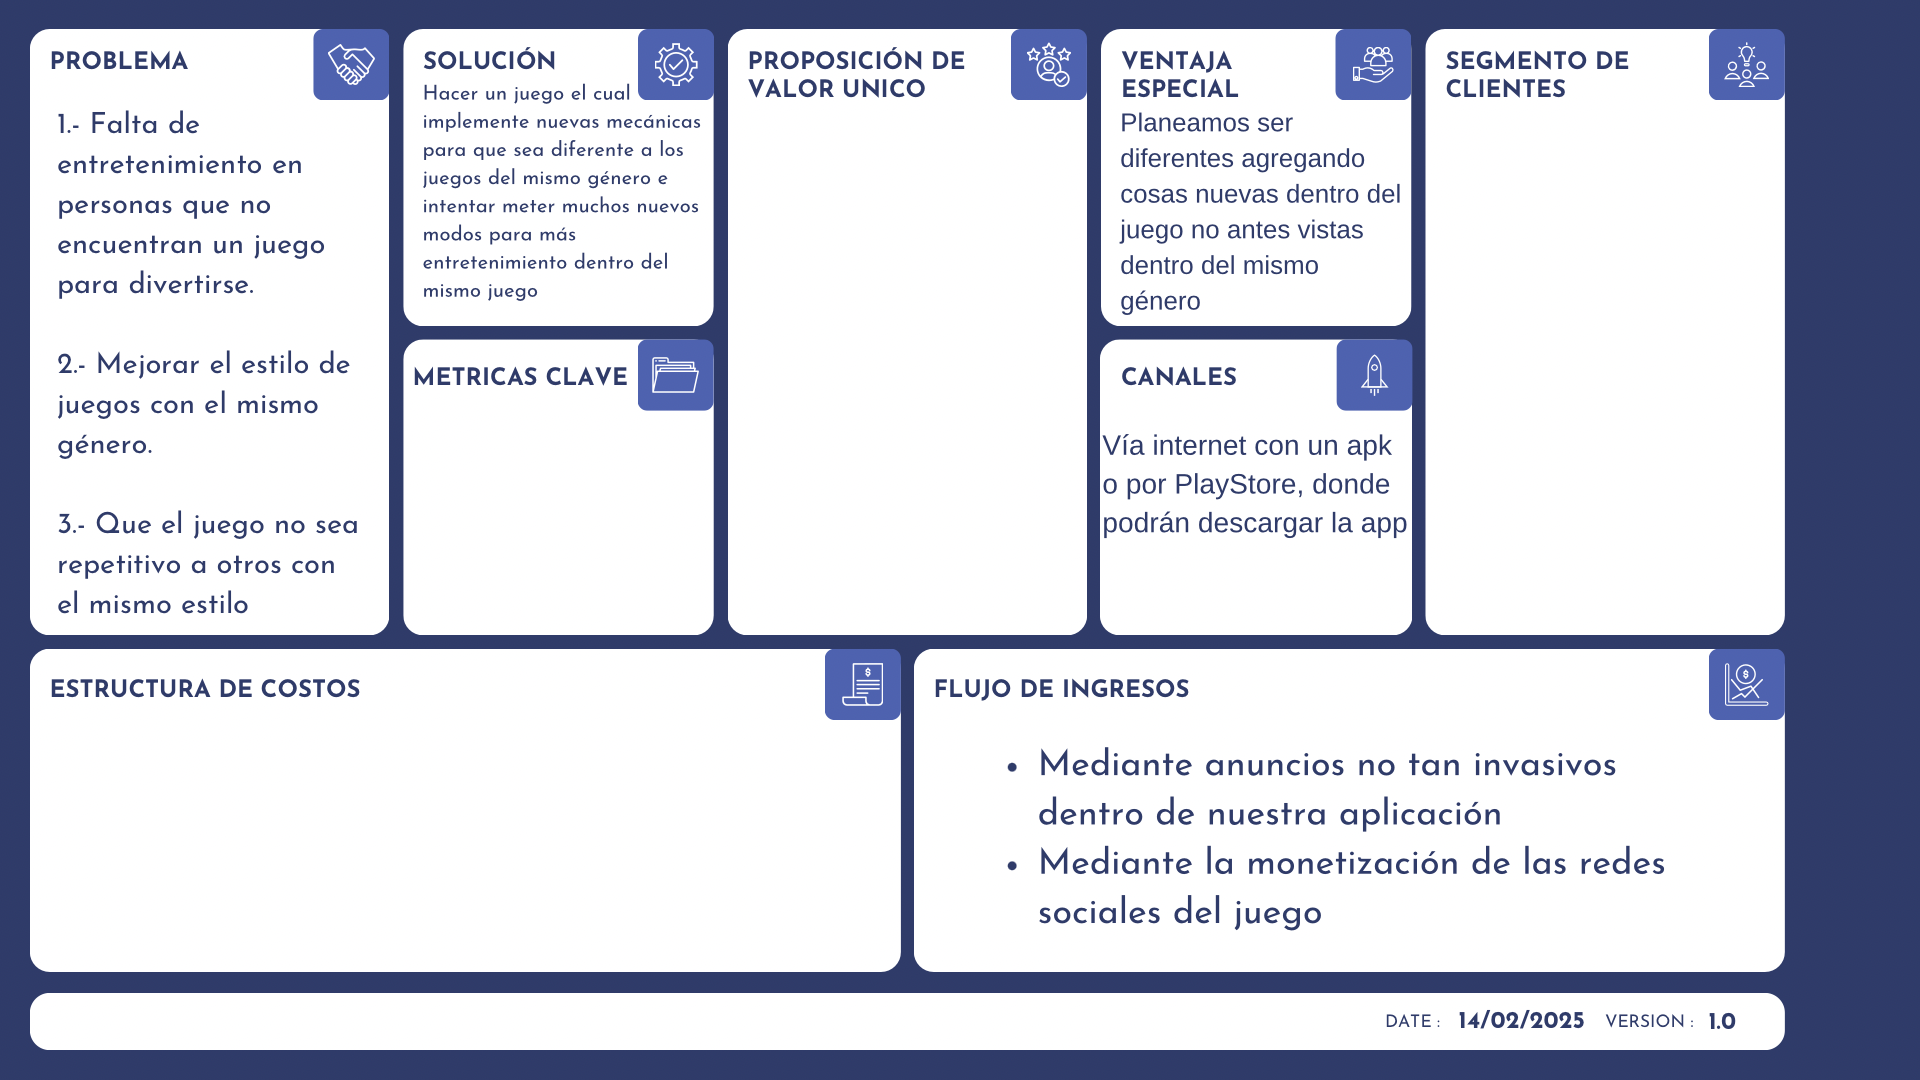 PROBLEMA
1.- Falta de
entretenimiento en
personas que no
encuentran un juego
para divertirse.
2.- Mejorar el estilo de
juegos con el mismo
género.
3.- Que el juego no sea
repetitivo a otros con
el mismo estilo
SOLUCIÓN
Hacer un juego el cual
implemente nuevas mecánicas
para que sea diferente a los
juegos del mismo género e
intentar meter muchos nuevos
modos para más
entretenimiento dentro del
mismo juego
METRICAS CLAVE
PROPOSICIÓN DE
VALOR UNICO
VENTAJA
ESPECIAL
Planeamos ser
diferentes agregando
cosas nuevas dentro del
juego no antes vistas
dentro del mismo
género
CANALES
Vía internet con un apk
o por PlayStore, donde
podrán descargar la app
SEGMENTO DE
CLIENTES
ESTRUCTURA DE COSTOS
FLUJO DE INGRESOS
• Mediante anuncios no tan invasivos
dentro de nuestra aplicación
• Mediante la monetización de las redes
sociales del juego
DATE : 14/02/2025 VERSION : 1.0